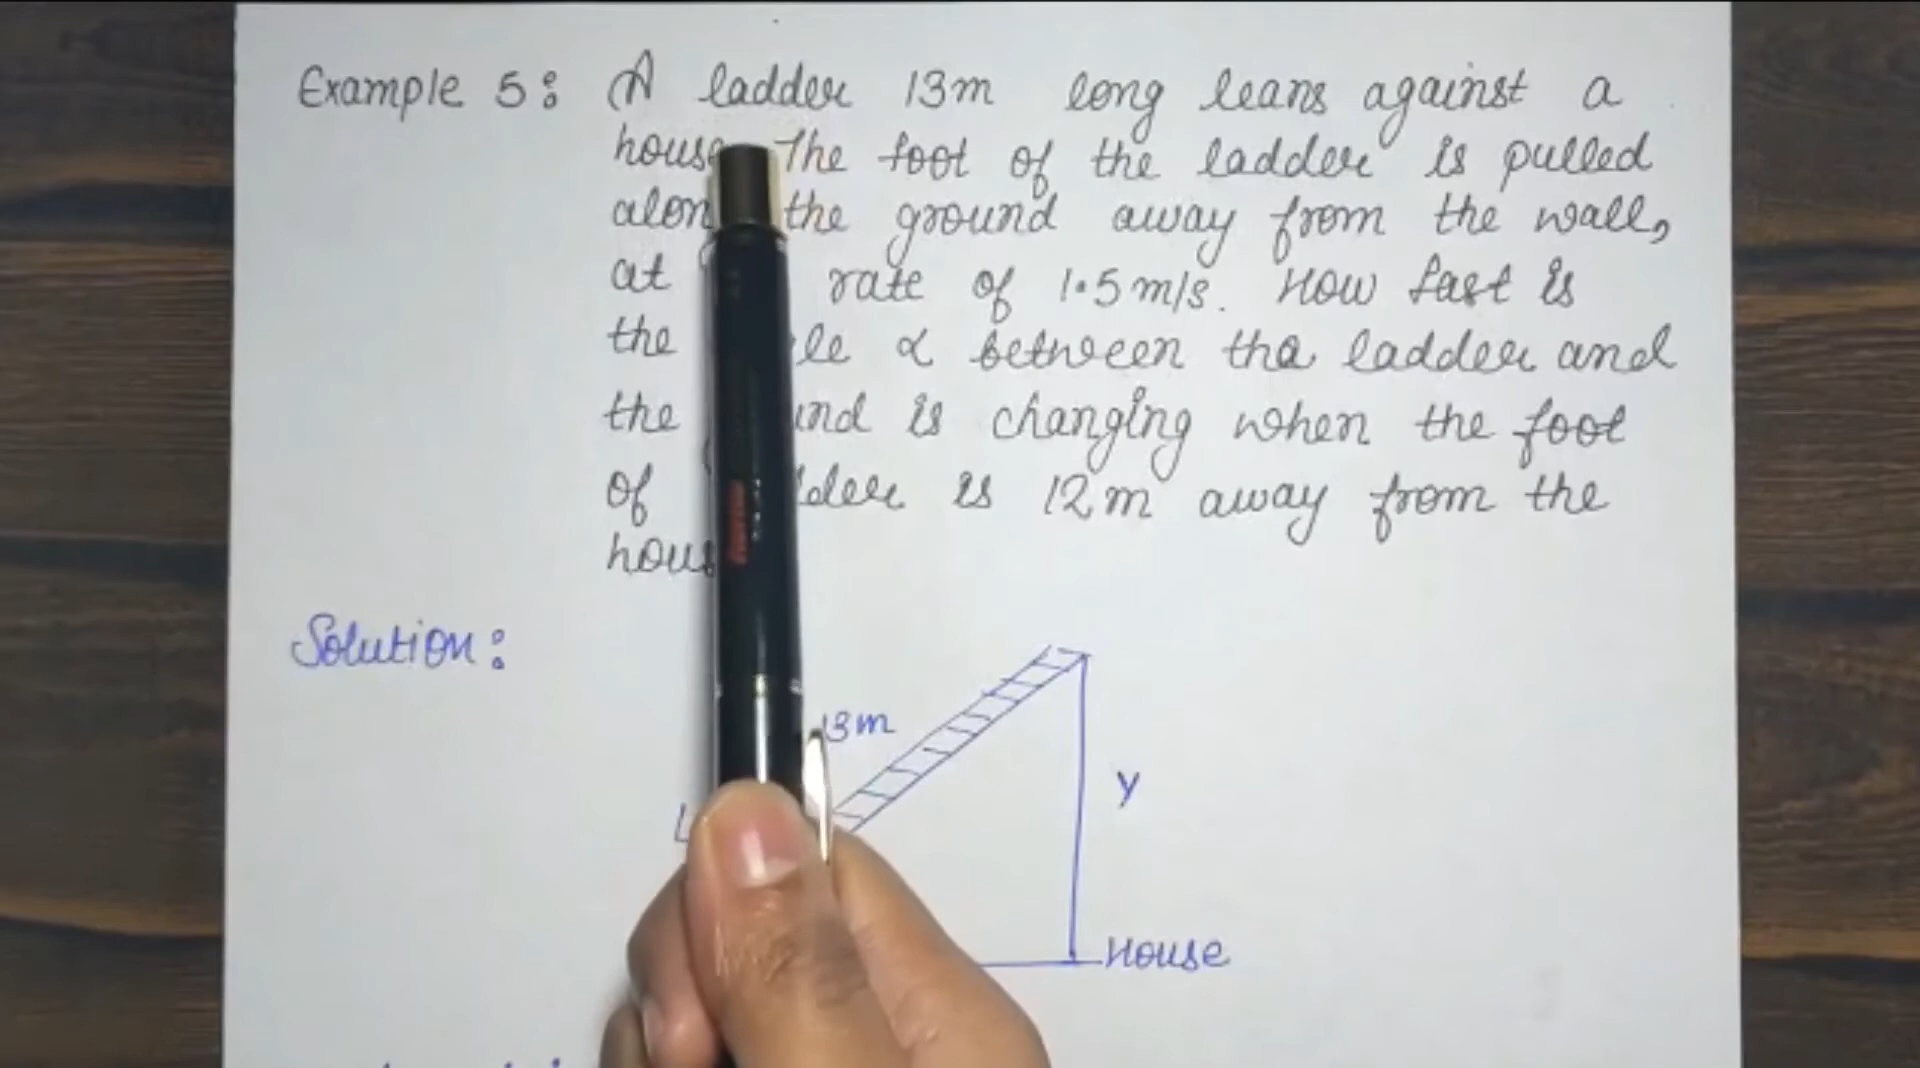 Example 5: A ladder 13m long leans against a
house The foot of the ladder is pulled
along the ground away from the wall,
at rate of 1.5m/s. How fast is
the α between the ladder and
the is changing when the foot
of is 12m away from the
Solution:
13m
y
House